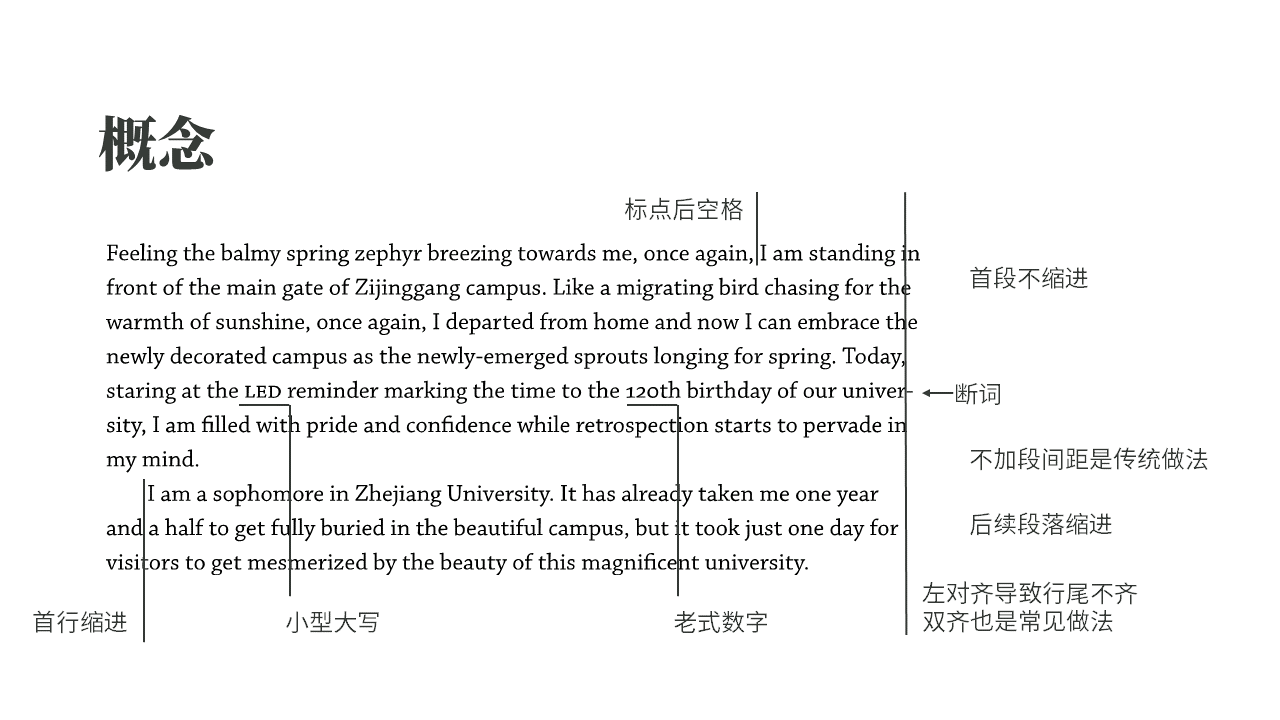 概念
标点后空格
Feeling the balmy spring zephyr breezing towards me, once again, I am standing in
front of the main gate of Zijinggang campus. Like a migrating bird chasing for the
warmth of sunshine, once again, I departed from home and now I can embrace the
newly decorated campus as the newly-emerged sprouts longing for spring. Today,
staring at the LED reminder marking the time to the 120th birthday of our univer-
sity, I am filled with pride and confidence while retrospection starts to pervade in
my mind.
I am a sophomore in Zhejiang University. It has already taken me one year
and a half to get fully buried in the beautiful campus, but it took just one day for
visitors to get mesmerized by the beauty of this magnificent university.
首段不缩进
断词
不加段间距是传统做法
后续段落缩进
左对齐导致行尾不齐
双齐也是常见做法
首行缩进
小型大写
老式数字